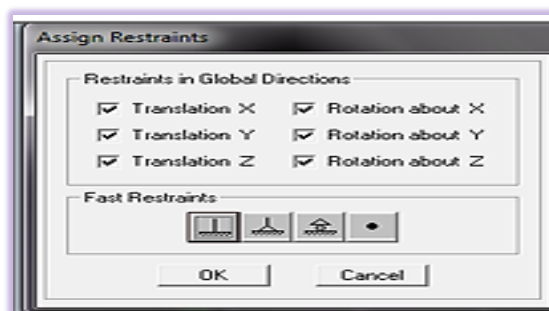 Assign Restraints
Restraints in Global Directions
Translation X Rotation about X
Translation Y Rotation about Y
Translation Z Rotation about Z
Fast Restraints
OK Cancel